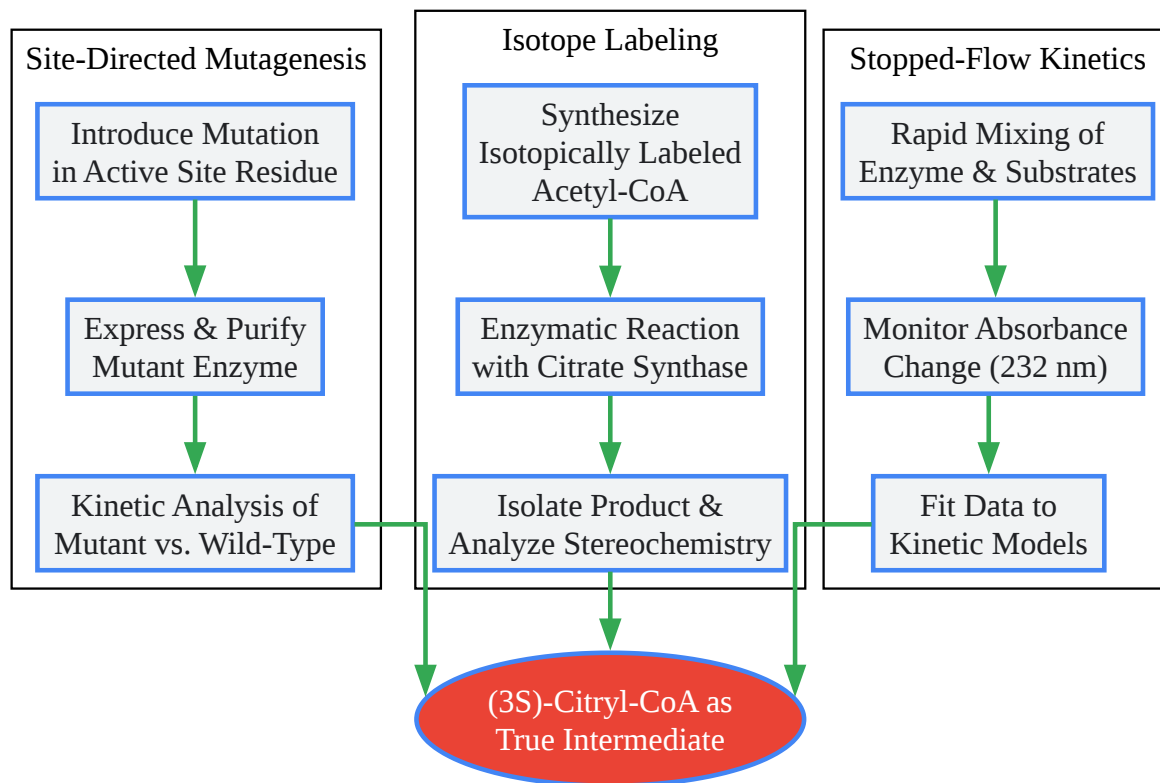 Site-Directed Mutagenesis
Introduce Mutation
in Active Site Residue
Express & Purify
Mutant Enzyme
Kinetic Analysis of
Mutant vs. Wild-Type
Isotope Labeling
Synthesize
Isotopically Labeled
Acetyl-CoA
Enzymatic Reaction
with Citrate Synthase
Isolate Product &
Analyze Stereochemistry
Stopped-Flow Kinetics
Rapid Mixing of
Enzyme & Substrates
Monitor Absorbance
Change (232 nm)
Fit Data to
Kinetic Models
(3S)-Citryl-CoA as
True Intermediate